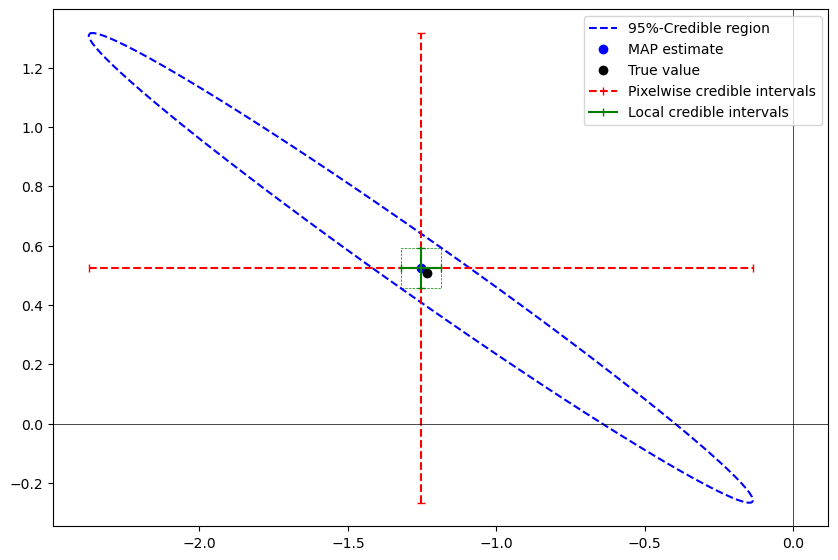 95%-Credible region
MAP estimate
True value
Pixelwise credible intervals
Local credible intervals
1.2
1.0
0.8
0.6
0.4
0.2
0.0
−0.2
−2.0 −1.5 −1.0 −0.5 0.0